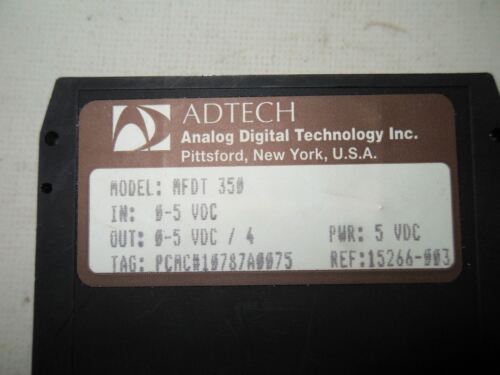 ADTECH
Analog Digital Technology Inc.
Pittsford, New York, U.S.A.
MODEL: MFDT 350
IN: 0-5 VDC
OUT: 0-5 VDC / 4 PWR: 5 VDC
TAG: PCMC#10787A0075 REF:15266-003